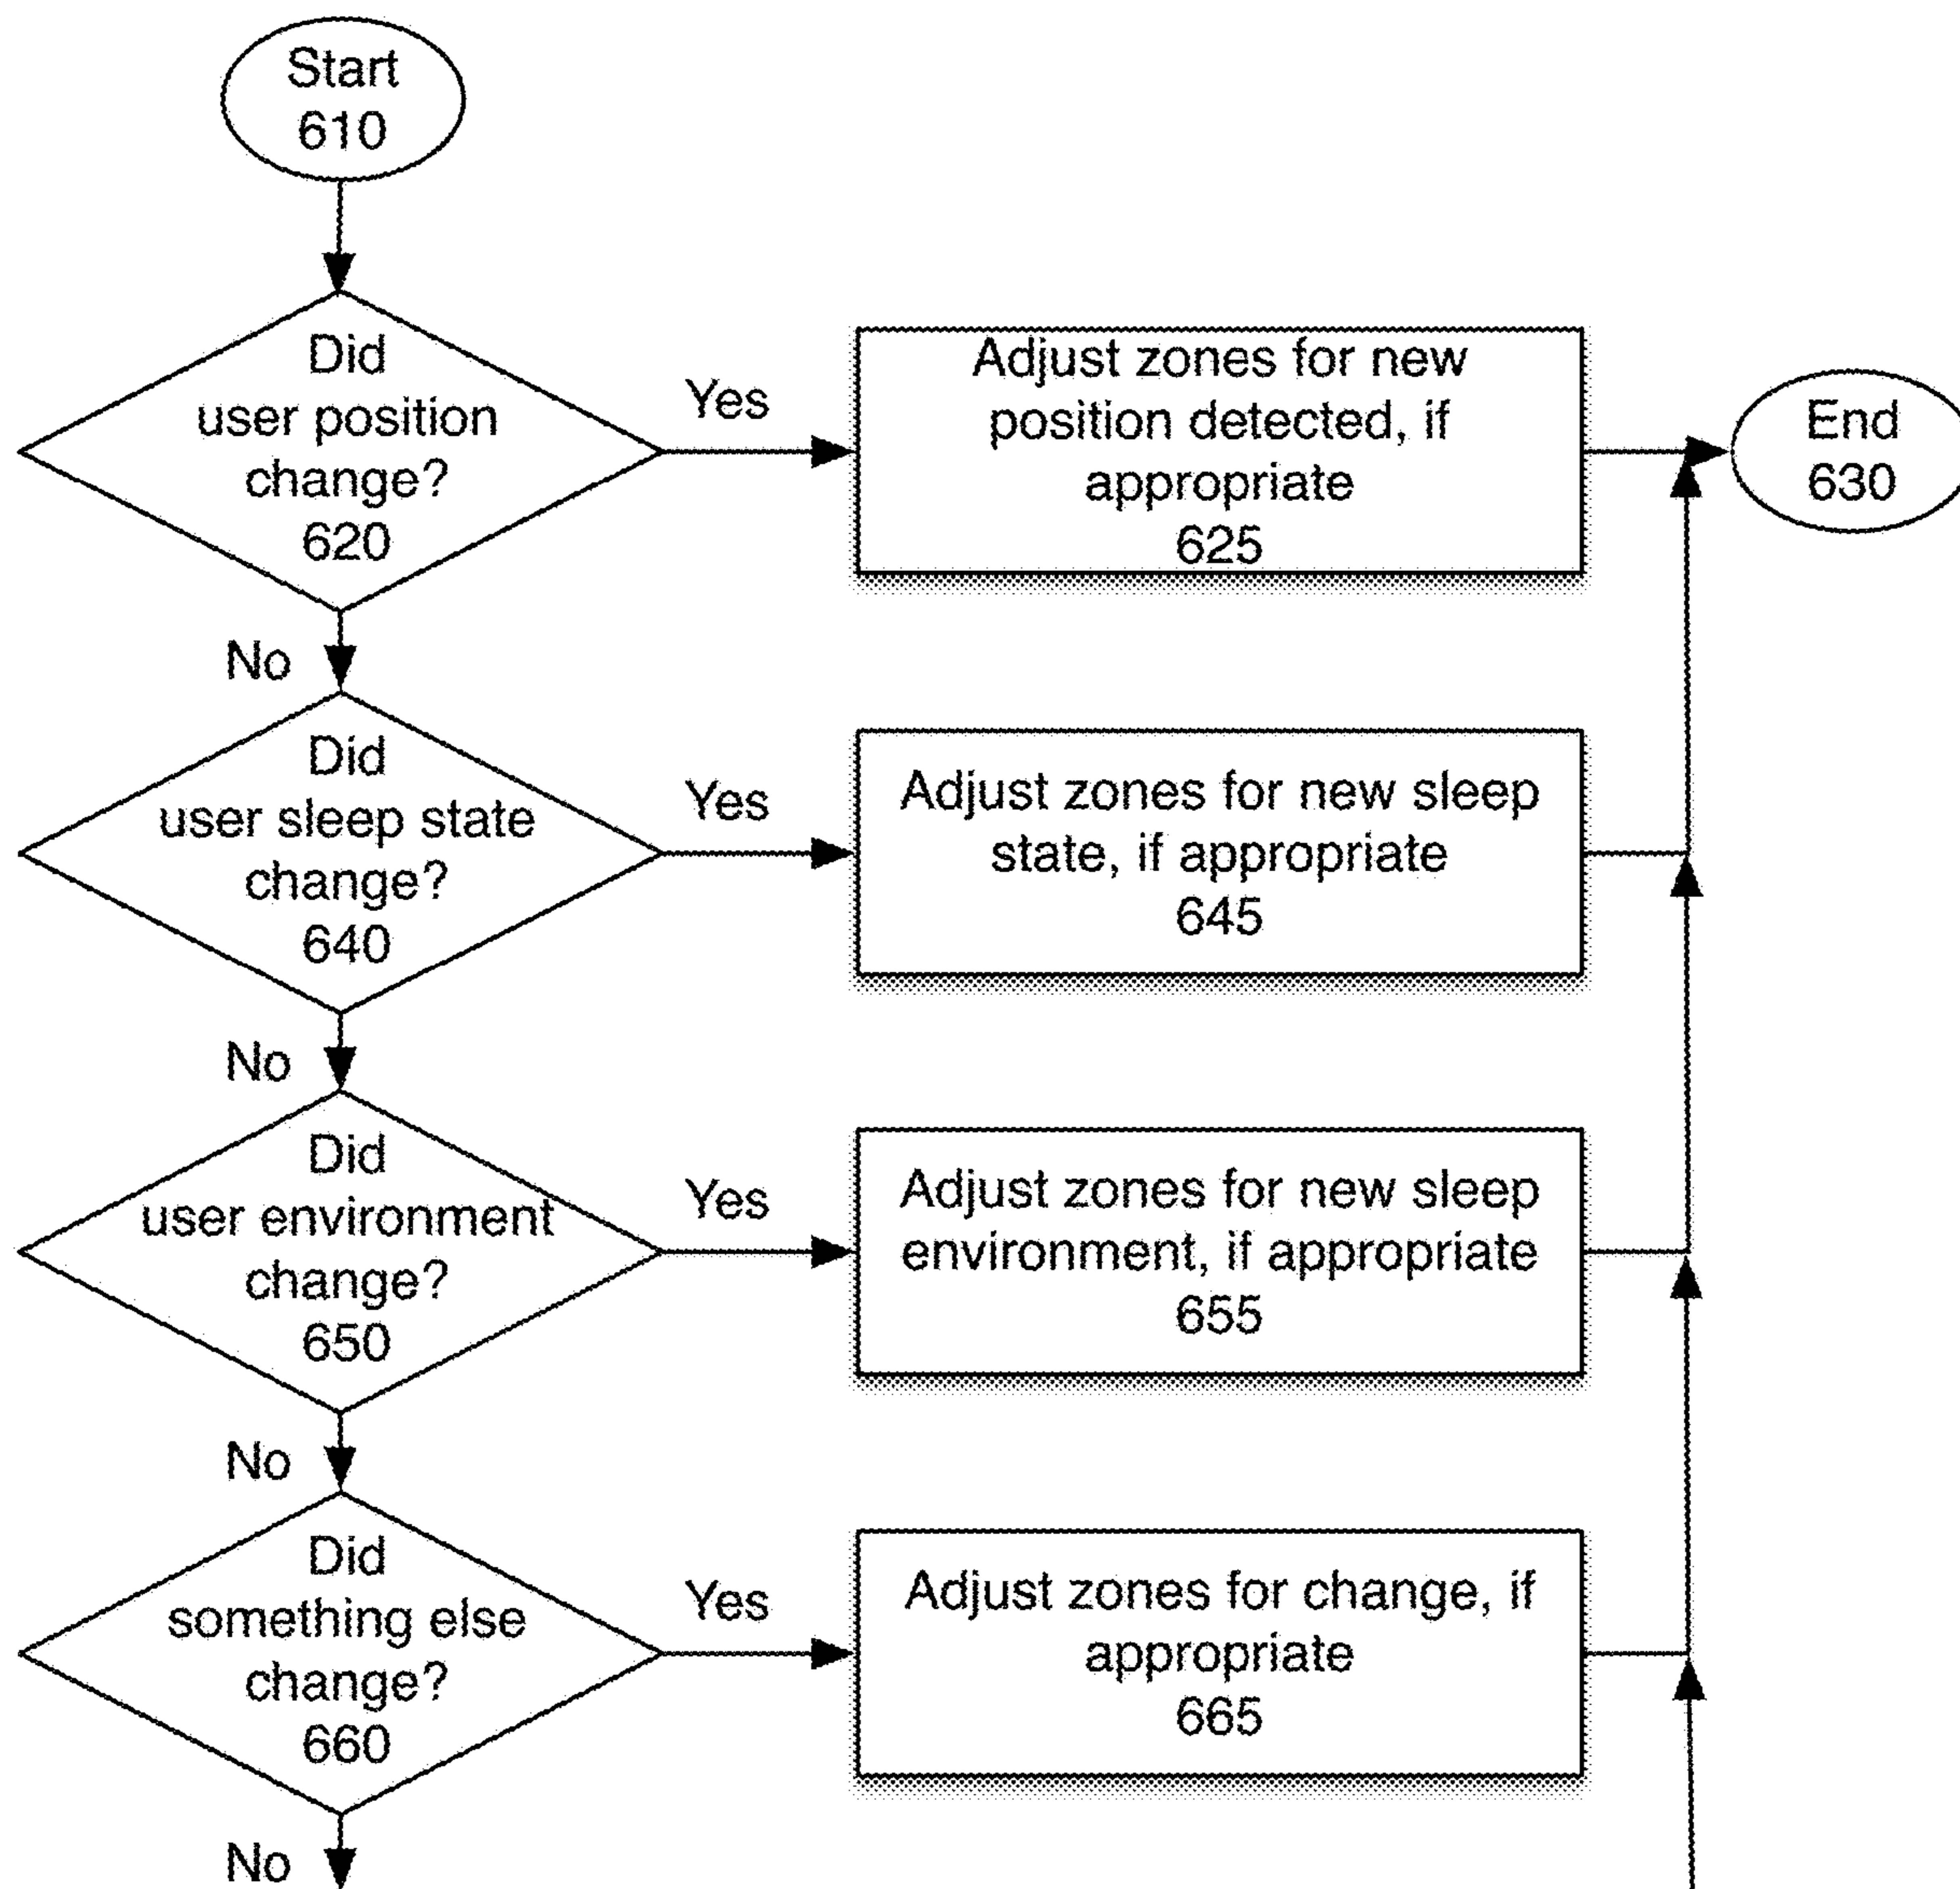 Start
610
Did
user position
change?
620
Yes
Adjust zones for new
position detected, if
appropriate
625
End
630
No
Did
user sleep state
change?
640
Yes
Adjust zones for new sleep
state, if appropriate
645
No
Did
user environment
change?
650
Yes
Adjust zones for new sleep
environment, if appropriate
655
No
Did
something else
change?
660
Yes
Adjust zones for change, if
appropriate
665
No